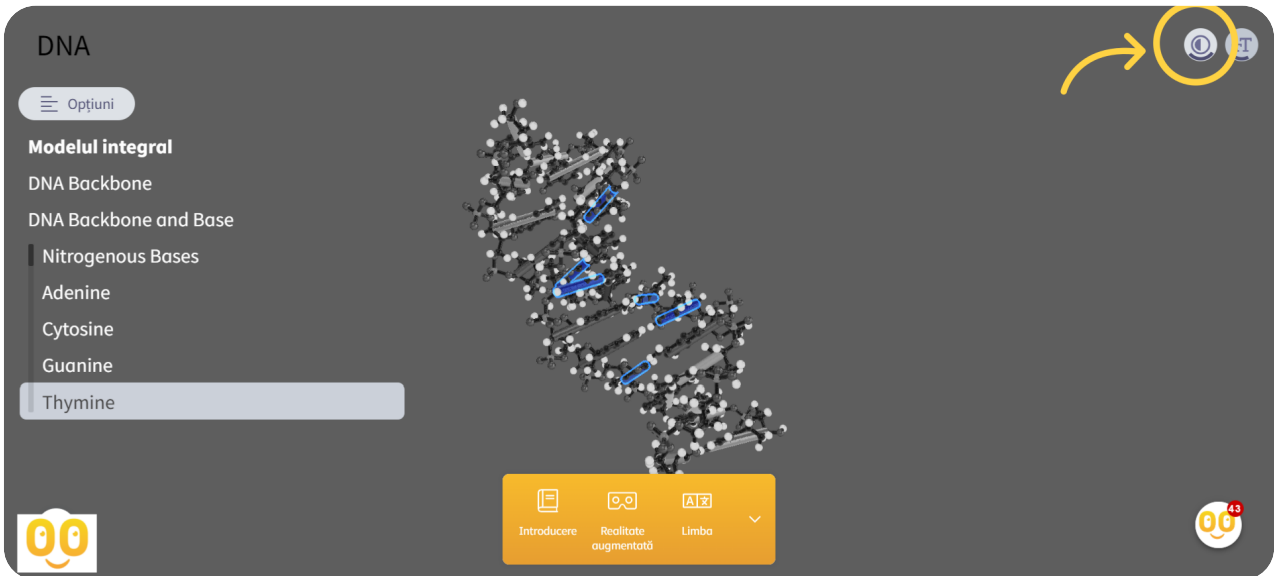 DNA
TT
Opțiuni
Modelul integral
DNA Backbone
DNA Backbone and Base
Nitrogenous Bases
Adenine
Cytosine
Guanine
Thymine
Introducere
Realitate
augmentată
Limba
43